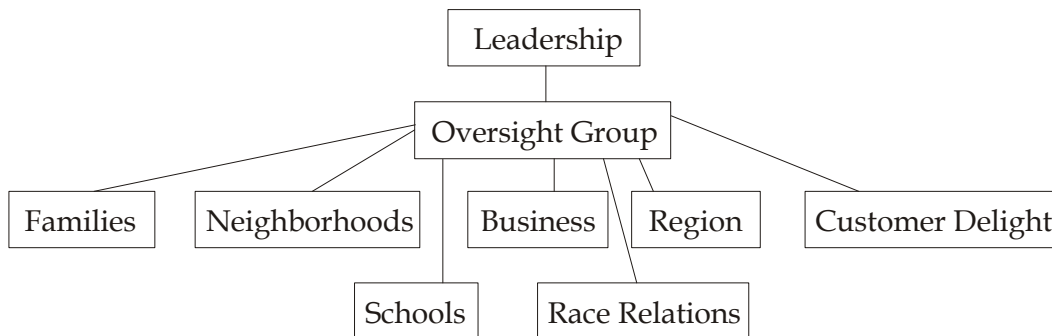 Leadership
Oversight Group
Families
Neighborhoods
Business
Region
Customer Delight
Schools
Race Relations